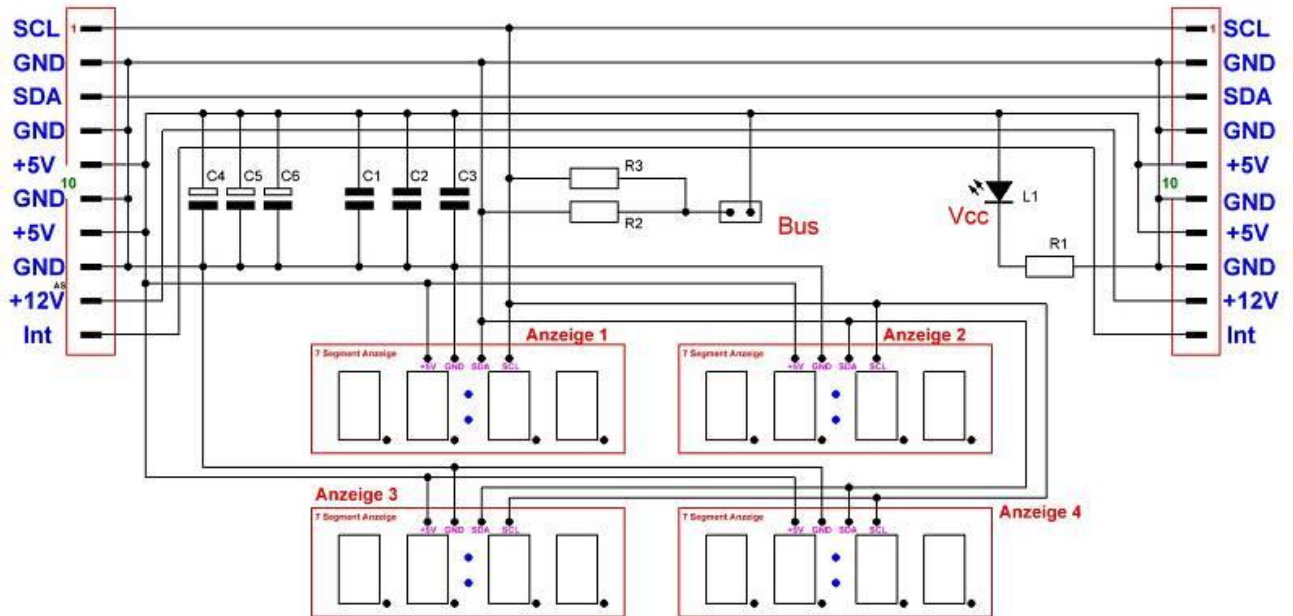 SCL 1 1 SCL
GND GND
SDA SDA
GND GND
+5V +5V
C4 C5 C6 C1 C2 C3 R3
10 10
GND GND
L1
Vcc
R2
Bus
+5V +5V
R1
GND GND
AS
+12V +12V
Int Int
Anzeige 1 Anzeige 2
7 Segment Anzeige 7 Segment Anzeige
+5V GND SDA SCL +5V GND SDA SCL
Anzeige 3
Anzeige 4
7 Segment Anzeige 7 Segment Anzeige
+5V GND SDA SCL +5V GND SDA SCL